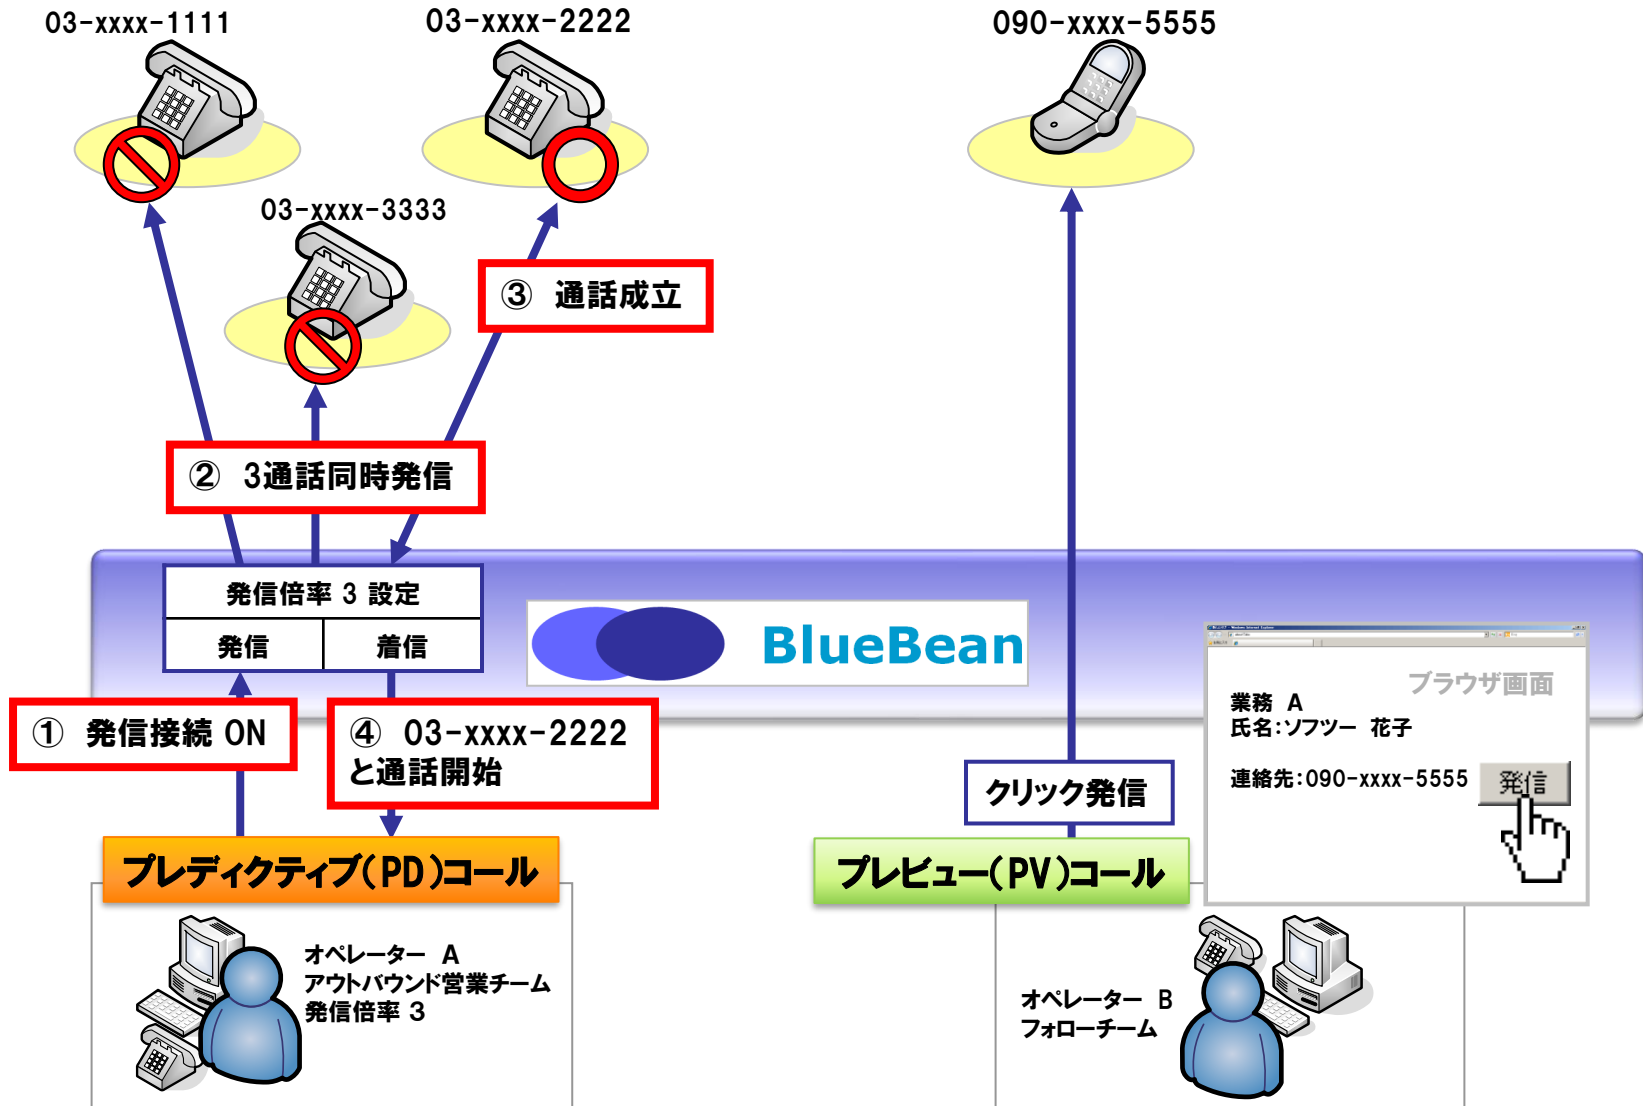 03-xxxx-1111
03-xxxx-2222
090-xxxx-5555
03-xxxx-3333
③ 通話成立
② 3通話同時発信
発信倍率 3 設定
発信
着信
BlueBean
① 発信接続 ON
④ 03-xxxx-2222
と通話開始
クリック発信
ブラウザ画面
業務 A
氏名:ソフツー 花子
連絡先:090-xxxx-5555
発信
プレディクティブ(PD)コール
プレビュー(PV)コール
オペレーター A
アウトバウンド営業チーム
発信倍率 3
オペレーター B
フォローチーム